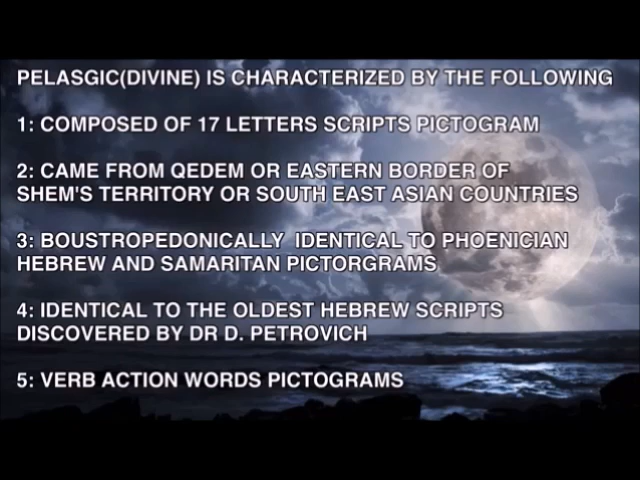 PELASGIC(DIVINE) IS CHARACTERIZED BY THE FOLLOWING
1: COMPOSED OF 17 LETTERS SCRIPTS PICTOGRAM
2: CAME FROM QEDEM OR EASTERN BORDER OF
SHEM'S TERRITORY OR SOUTH EAST ASIAN COUNTRIES
3: BOUSTROPEDONICALLY IDENTICAL TO PHOENICIAN
HEBREW AND SAMARITAN PICTORGRAMS
4: IDENTICAL TO THE OLDEST HEBREW SCRIPTS
DISCOVERED BY DR D. PETROVICH
5: VERB ACTION WORDS PICTOGRAMS